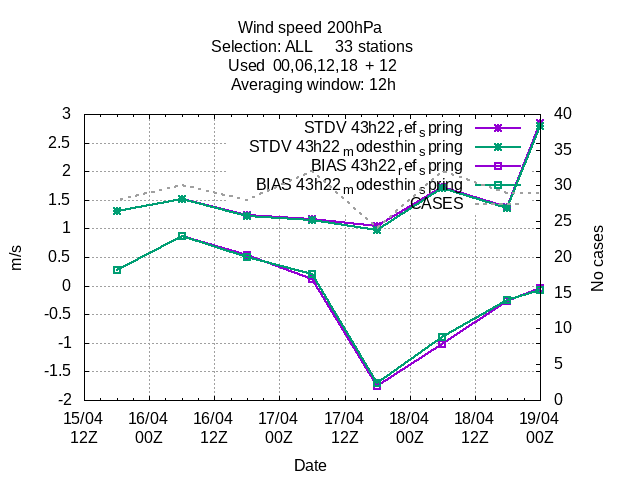 Wind speed 200hPa
Selection: ALL 33 stations
Used 00,06,12,18 + 12
Averaging window: 12h
STDV 43h22_ref_spring
STDV 43h22_modesthin_spring
BIAS 43h22_ref_spring
BIAS 43h22_modesthin_spring
CASES
3
2.5
2
1.5
1
0.5
0
-0.5
-1
-1.5
-2
m/s
40
35
30
25
20
15
10
5
0
No cases
15/04 16/04 16/04 17/04 17/04 18/04 18/04 19/04
12Z 00Z 12Z 00Z 12Z 00Z 12Z 00Z
Date